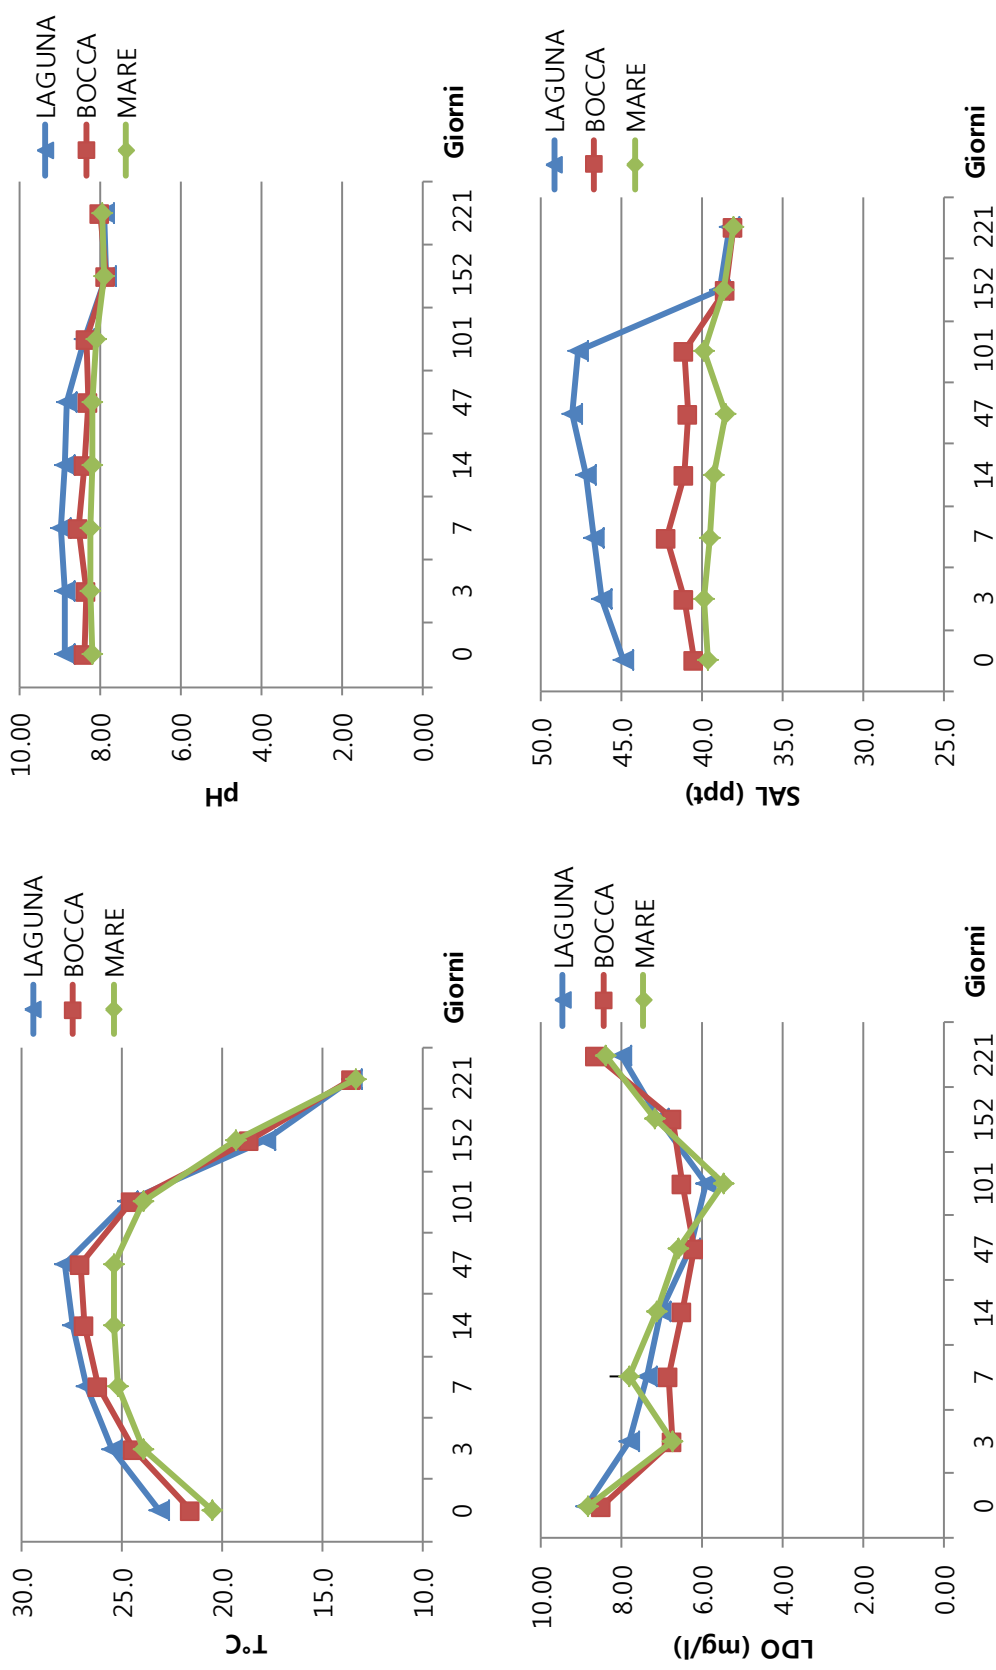 T°C
30.0
25.0
20.0
15.0
10.0
0
3
7
14
47
101
152
221
Giorni
LAGUNA
BOCCA
MARE
pH
10.00
8.00
6.00
4.00
2.00
0.00
0
3
7
14
47
101
152
221
Giorni
LAGUNA
BOCCA
MARE
LDO (mg/l)
10.00
8.00
6.00
4.00
2.00
0.00
0
3
7
14
47
101
152
221
Giorni
LAGUNA
BOCCA
MARE
SAL (ppt)
50.0
45.0
40.0
35.0
30.0
25.0
0
3
7
14
47
101
152
221
Giorni
LAGUNA
BOCCA
MARE